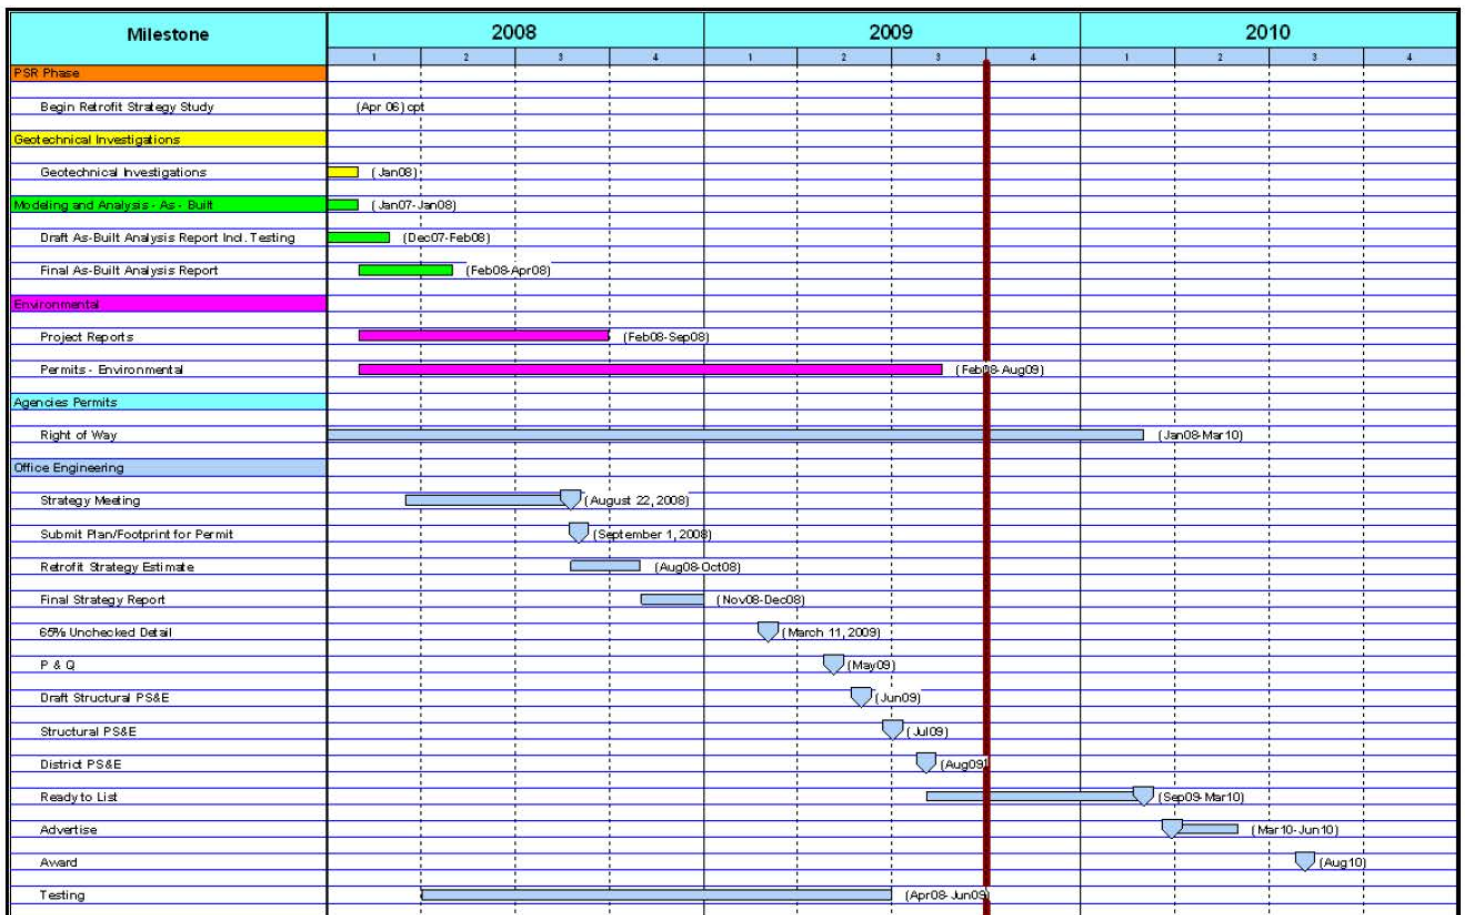 Milestone 2008 2009 2010
1 2 3 4 1 2 3 4 1 2 3 4
PSR Phase
Begin Retrofit Strategy Study (Apr 06) cpt
Geotechnical Investigations
Geotechnical Investigations (Jan08)
Modeling and Analysis - As - Built (Jan07-Jan08)
Draft As-Built Analysis Report Incl. Testing (Dec07-Feb08)
Final As-Built Analysis Report (Feb08-Apr08)
Environmental
Project Reports (Feb08-Sep08)
Permits - Environmental (Feb08-Aug09)
Agencies Permits
Right of Way (Jan08-Mar10)
Office Engineering
Strategy Meeting (August 22, 2008)
Submit Plan/Footprint for Permit (September 1, 2008)
Retrofit Strategy Estimate (Aug08-Oct08)
Final Strategy Report (Nov08-Dec08)
65% Unchecked Detail (March 11, 2009)
P & Q (May09)
Draft Structural PS&E (Jun09)
Structural PS&E (Jul09)
District PS&E (Aug09)
Ready to List (Sep09-Mar10)
Advertise (Mar10-Jun10)
Award (Aug10)
Testing (Apr08-Jun09)